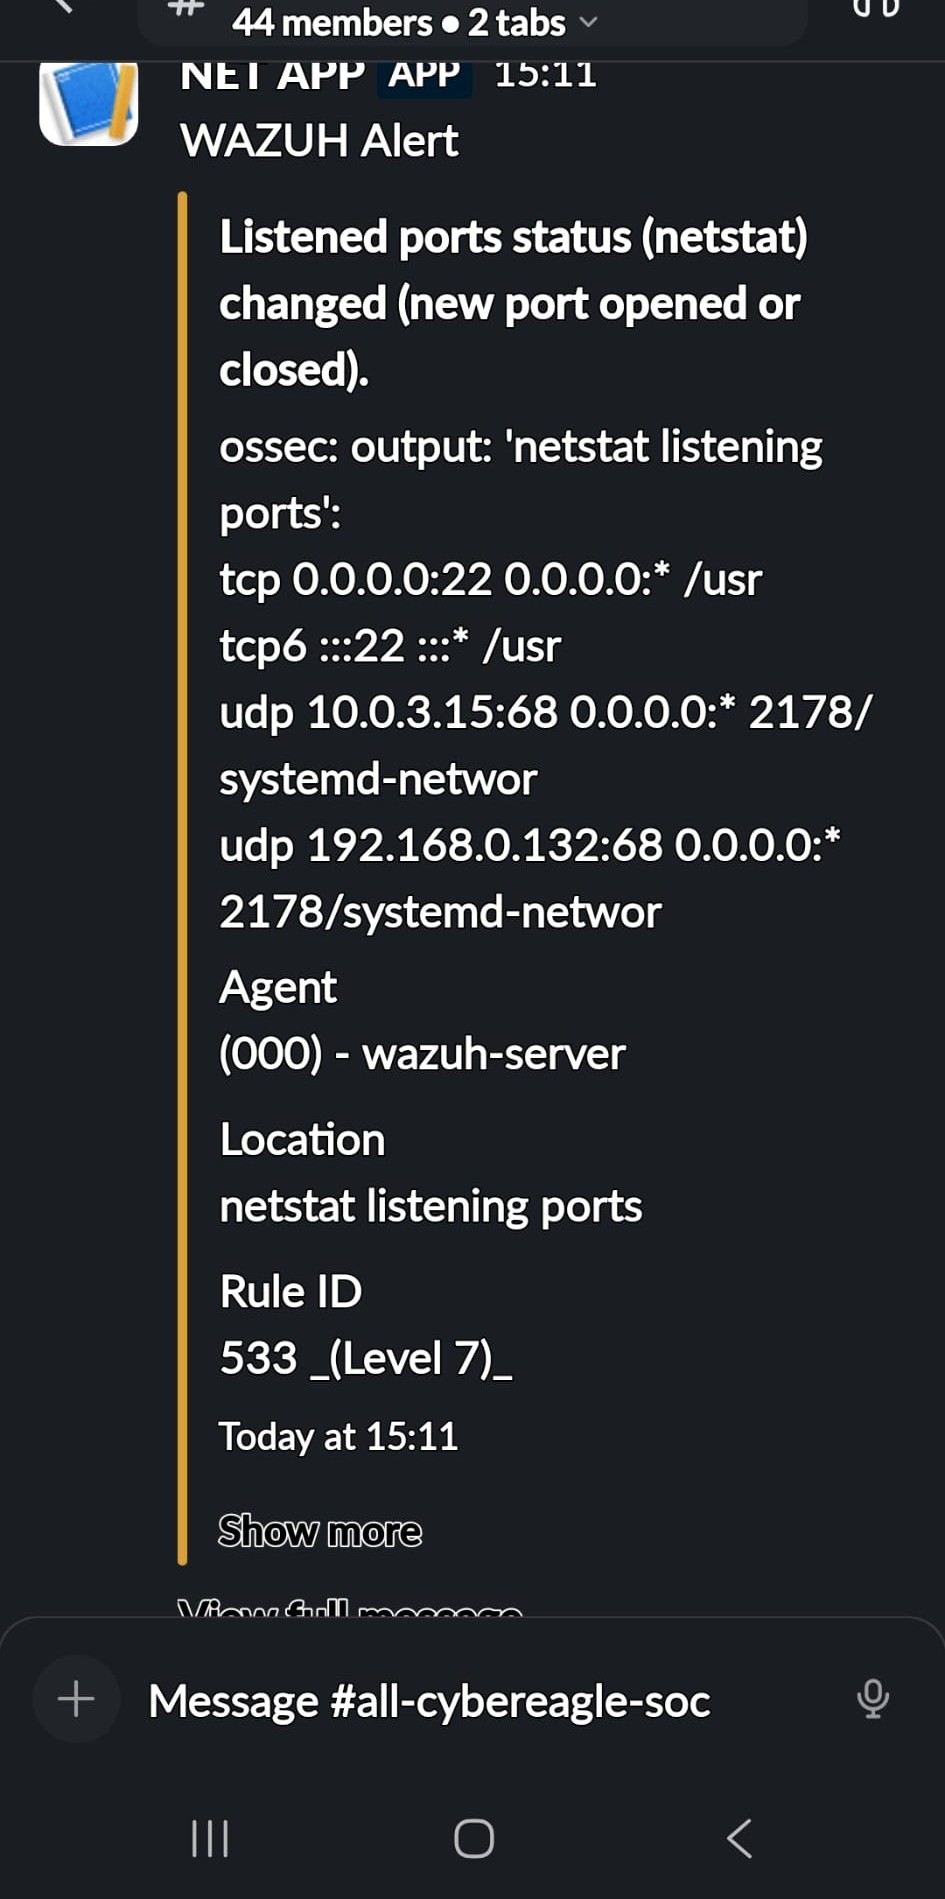 #
44 members • 2 tabs
NET APP APP 15:11
WAZUH Alert
Listened ports status (netstat)
changed (new port opened or
closed).
ossec: output: 'netstat listening
ports':
tcp 0.0.0.0:22 0.0.0.0:* /usr
tcp6 :::22 :::* /usr
udp 10.0.3.15:68 0.0.0.0:* 2178/
systemd-networ
udp 192.168.0.132:68 0.0.0.0:*
2178/systemd-networ
Agent
(000) - wazuh-server
Location
netstat listening ports
Rule ID
533 _(Level 7)_
Today at 15:11
Show more
View full message
Message #all-cybereagle-soc